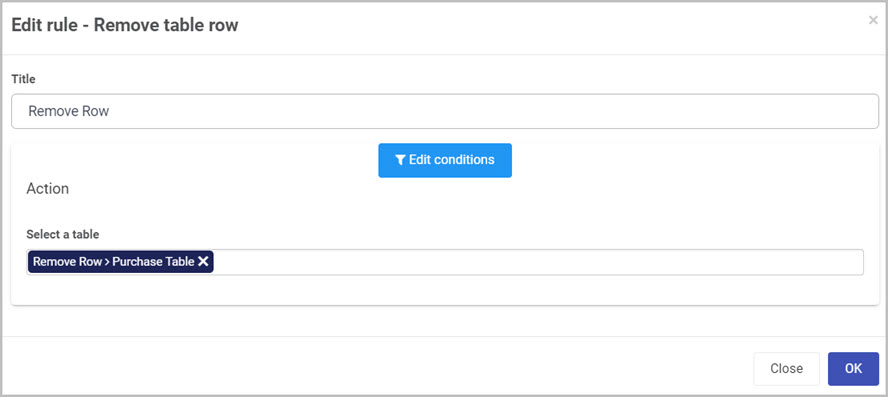 Edit rule - Remove table row
×
Title
Remove Row
Edit conditions
Action
Select a table
Remove Row > Purchase Table ×
Close OK